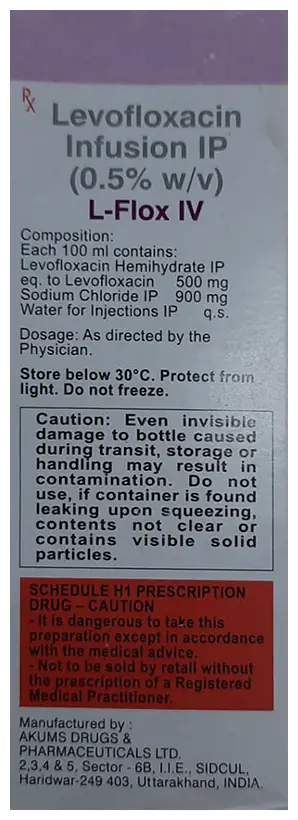 Rx
Levofloxacin
Infusion IP
(0.5% w/v)
L-Flox IV
Composition:
Each 100 ml contains:
Levofloxacin Hemihydrate IP
eq. to Levofloxacin 500 mg
Sodium Chloride IP 900 mg
Water for Injections IP q.s.
Dosage: As directed by the
Physician.
Store below 30°C. Protect from
light. Do not freeze.
Caution: Even invisible
damage to bottle caused
during transit, storage or
handling may result in
contamination. Do not
use, if container is found
leaking upon squeezing,
contents not clear or
contains visible solid
particles.
SCHEDULE H1 PRESCRIPTION
DRUG – CAUTION
- It is dangerous to take this
preparation except in accordance
with the medical advice.
- Not to be sold by retail without
the prescription of a Registered
Medical Practitioner.
Manufactured by :
AKUMS DRUGS &
PHARMACEUTICALS LTD.
2,3,4 & 5, Sector - 6B, I.I.E., SIDCUL,
Haridwar-249 403, Uttarakhand, INDIA.